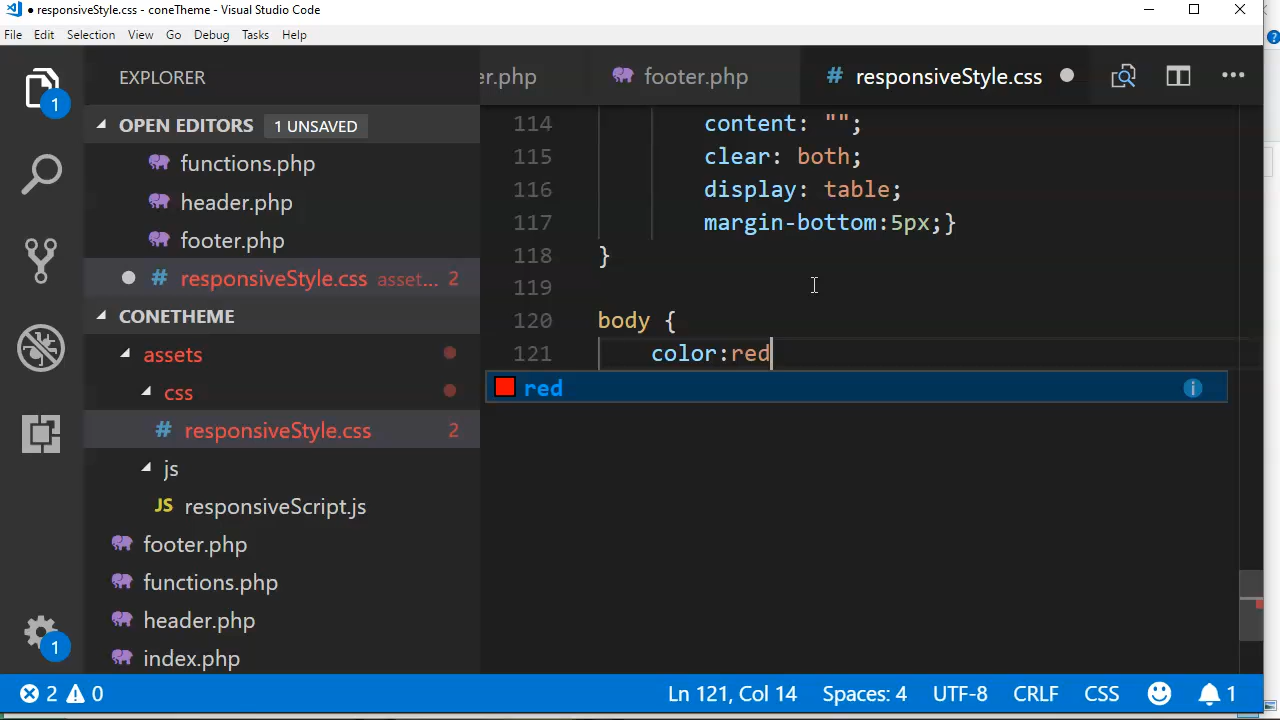 ● responsiveStyle.css - coneTheme - Visual Studio Code
File Edit Selection View Go Debug Tasks Help
1
EXPLORER
er.php
footer.php
# responsiveStyle.css ●
OPEN EDITORS 1 UNSAVED
functions.php
header.php
footer.php
● # responsiveStyle.css asset... 2
CONETHEME
assets
css
# responsiveStyle.css 2
js
JS responsiveScript.js
footer.php
functions.php
header.php
index.php
1
114 content: "";
115 clear: both;
116 display: table;
117 margin-bottom:5px;}
118 }
119
120 body {
121 color:red
red
2 0
Ln 121, Col 14 Spaces: 4 UTF-8 CRLF CSS 1